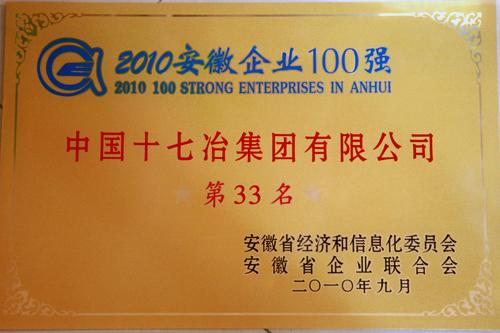 2010安徽企业100强
2010 100 STRONG ENTERPRISES IN ANHUI
中国十七冶集团有限公司
第33名
安徽省经济和信息化委员会
安徽省企业联合会
二〇一〇年九月